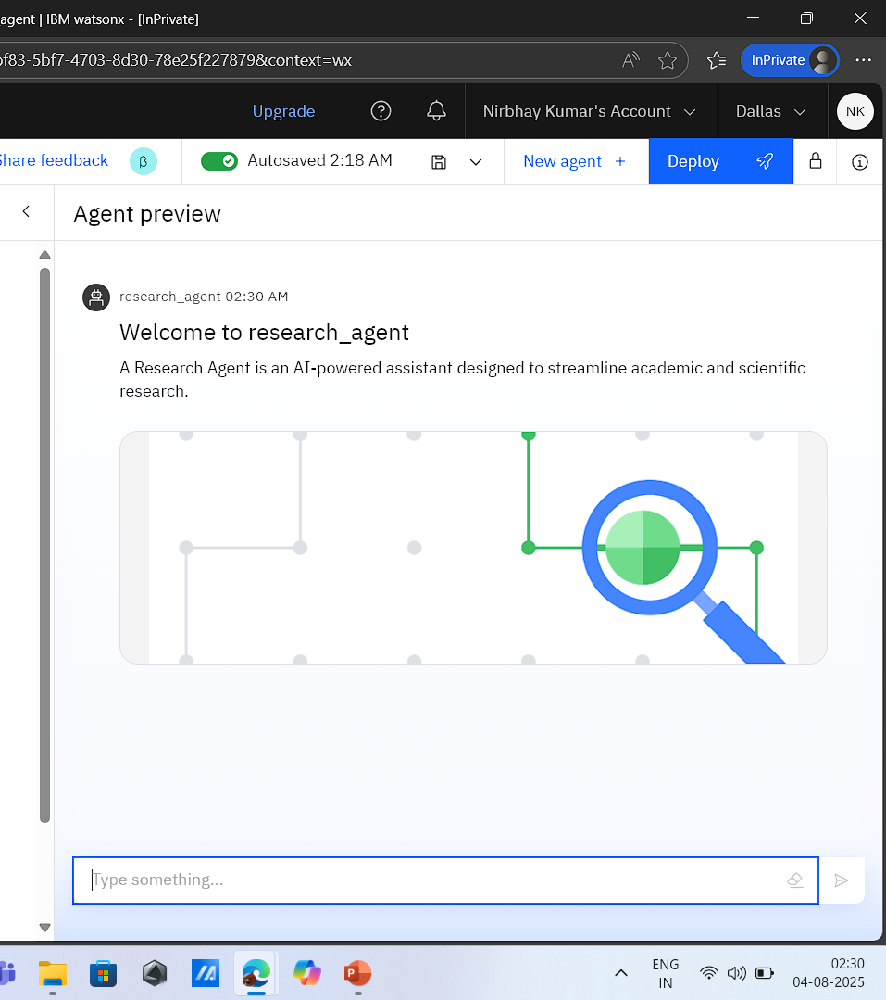 agent | IBM watsonx - [InPrivate]
bf83-5bf7-4703-8d30-78e25f227879&context=wx
InPrivate
Upgrade
Nirbhay Kumar's Account
Dallas
NK
Share feedback
β
Autosaved 2:18 AM
New agent +
Deploy
Agent preview
research_agent 02:30 AM
Welcome to research_agent
A Research Agent is an AI-powered assistant designed to streamline academic and scientific
research.
Type something...
ENG
IN
02:30
04-08-2025